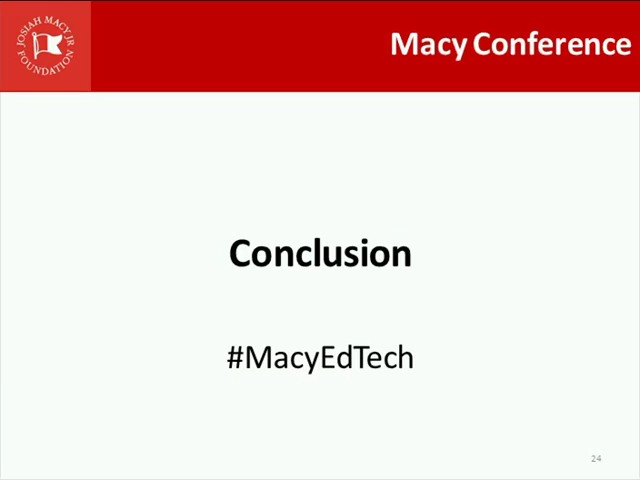 JOSIAH MACY JR
FOUNDATION
Macy Conference
Conclusion
#MacyEdTech
24